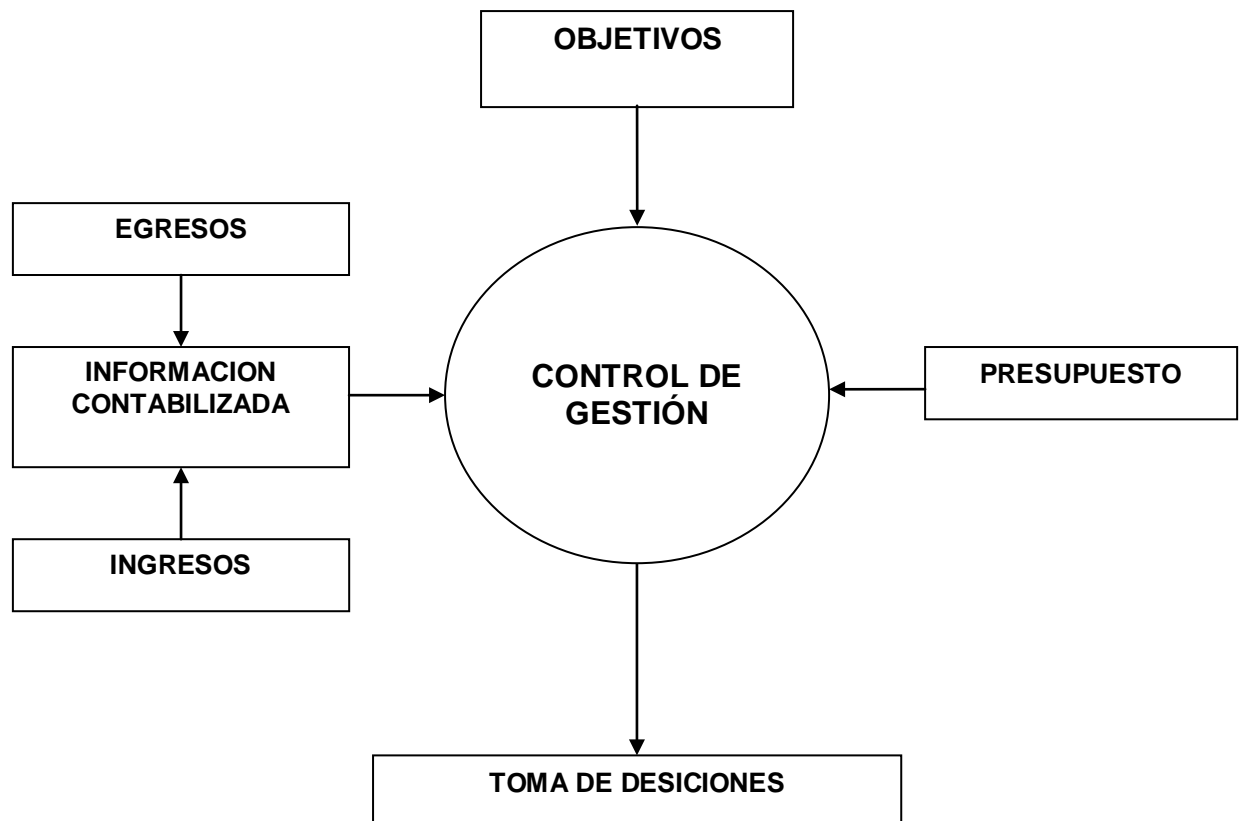 OBJETIVOS
EGRESOS
INFORMACION
CONTABILIZADA
INGRESOS
CONTROL DE
GESTIÓN
PRESUPUESTO
TOMA DE DESICIONES